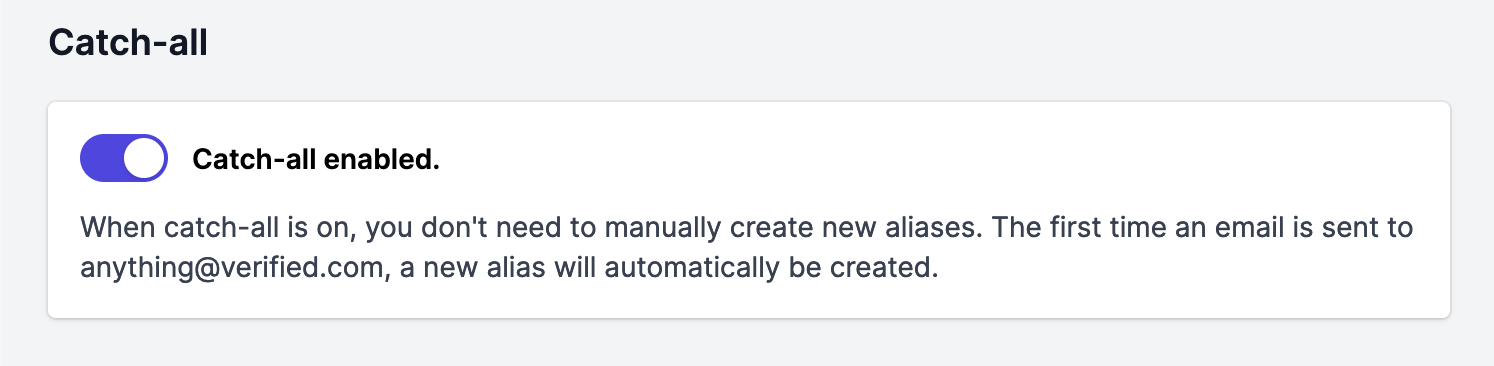 Catch-all
Catch-all enabled.
When catch-all is on, you don't need to manually create new aliases. The first time an email is sent to
anything@verified.com, a new alias will automatically be created.